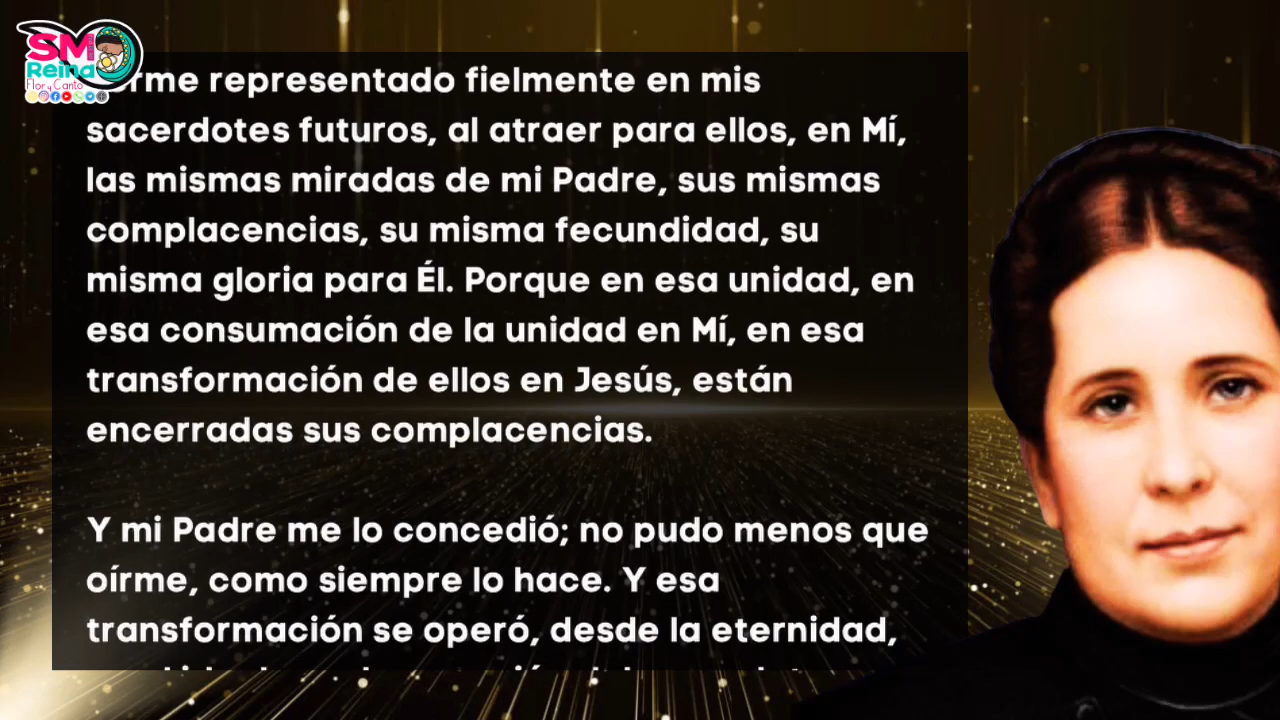 SM
Reina
Flor y Canto
rme representado fielmente en mis
sacerdotes futuros, al atraer para ellos, en Mí,
las mismas miradas de mi Padre, sus mismas
complacencias, su misma fecundidad, su
misma gloria para Él. Porque en esa unidad, en
esa consumación de la unidad en Mí, en esa
transformación de ellos en Jesús, están
encerradas sus complacencias.
Y mi Padre me lo concedió; no pudo menos que
oírme, como siempre lo hace. Y esa
transformación se operó, desde la eternidad,